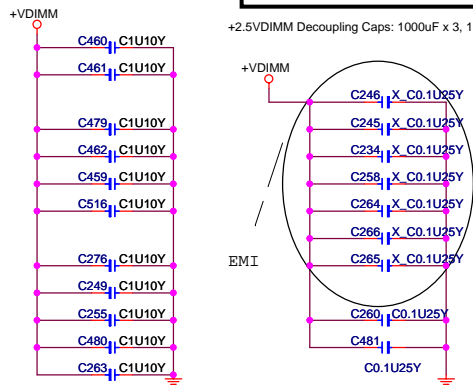 +VDIMM
C460 C1U10Y
C461 C1U10Y
C479 C1U10Y
C462 C1U10Y
C459 C1U10Y
C516 C1U10Y
C276 C1U10Y
C249 C1U10Y
C255 C1U10Y
C480 C1U10Y
C263 C1U10Y
+2.5VDIMM Decoupling Caps: 1000uF x 3, 1
+VDIMM
C246 X_C0.1U25Y
C245 X_C0.1U25Y
C234 X_C0.1U25Y
C258 X_C0.1U25Y
C264 X_C0.1U25Y
C266 X_C0.1U25Y
C265 X_C0.1U25Y
EMI
C260 C0.1U25Y
C481
C0.1U25Y